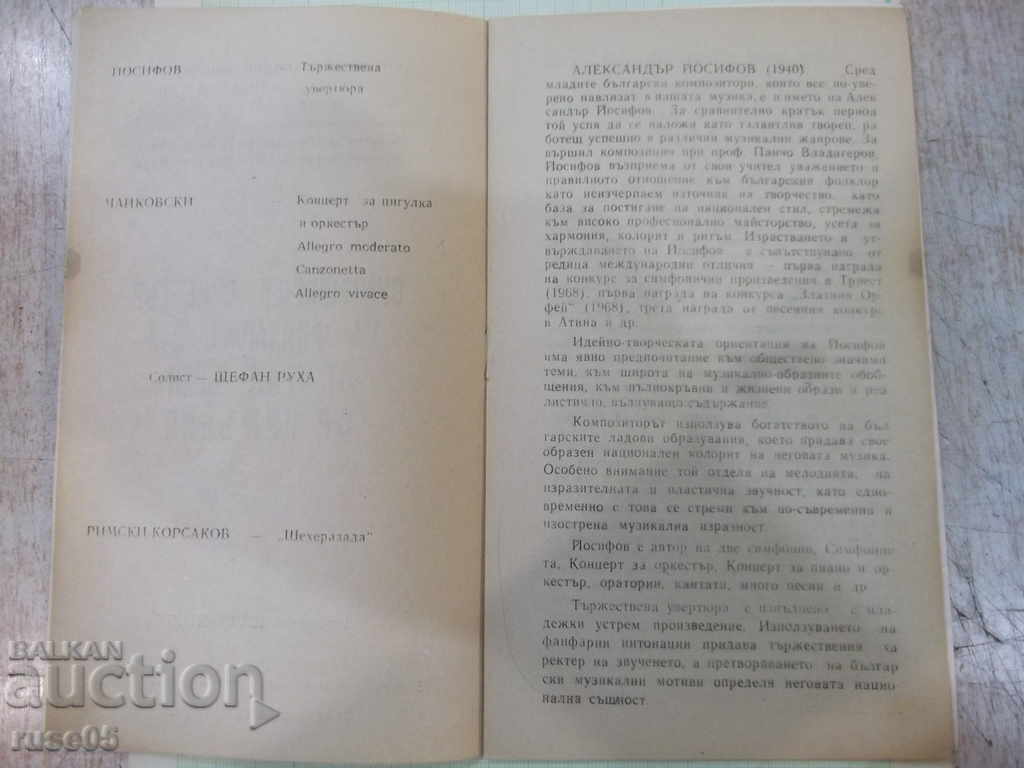 ЙОСИФОВ Тържествена
увертюра
ЧАЙКОВСКИ Концерт за цигулка
и оркестър
Allegro moderato
Canzonetta
Allegro vivace
Солист — ЩЕФАН РУХА
РИМСКИ КОРСАКОВ — „Шехеразада"
АЛЕКСАНДЪР ЙОСИФОВ (1940). Сред
младите български композитори, които все по-уве-
рено навлизат в нашата музика, е и името на Алек
сандър Йосифов. За сравнително кратък период
той успя да се наложи като талантлив творец, ра
ботещ успешно в различни музикални жанрове. За
вършил композиция при проф. Панчо Владигеров,
Йосифов възприема от своя учител уважението и
правилното отношение към българския фолклор
като неизчерпаем източник на творчество, като
база за постигане на национален стил, стремежа
към високо професионално майсторство, усета за
хармония, колорит и ритъм. Израстването и ут-
върждаването на Йосифов е съпътствувано от
редица международни отличия — първа награда
на конкурс за симфонични произведения в Триест
(1968), първа награда на конкурса „Златния Ор-
фей" (1968), трета награда от песенния конкурс
в Атина и др.
Идейно-творческата ориентация на Йосифов
има явно предпочитание към обществено значими
теми, към широта на музикално-образните обоб-
щения, към пълнокръвни и жизнени образи и реа
листично, вълнуващо съдържание.
Композиторът използува богатството на бъл
гарските ладови образувания, което придава свое
образен национален колорит на неговата музика.
Особено внимание той отделя на мелодията, на
изразителната и пластична звучност, като едно-
временно с това се стреми към по-съвременна и
изострена музикална изразност.
Йосифов е автор на две симфонии, Симфоние
та, Концерт за оркестър, Концерт за пиано и ор-
кестър, оратории, кантата, много песни и др.
Тържествена увертюра е изпълнено с мла-
дежки устрем произведение. Използуването на
фанфарни интонации придава тържествения ха
рактер на звученето, а претворяването на българ
ски музикални мотиви определя неговата нацио
нална същност.
BALKAN
auction
ruse05